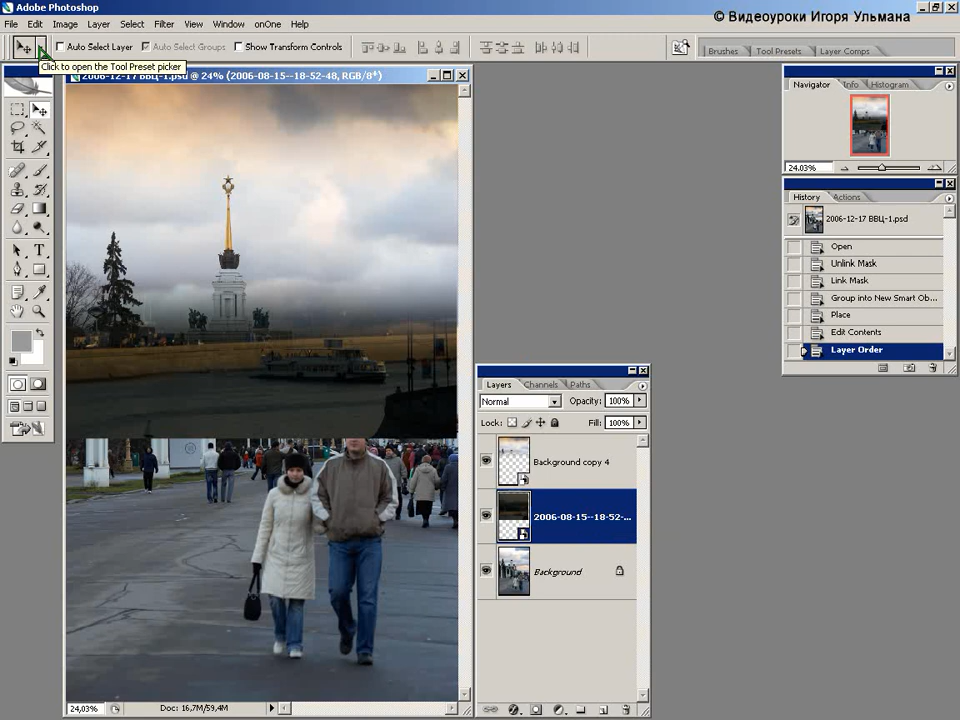 Adobe Photoshop
File Edit Image Layer Select Filter View Window onOne Help
© Видеоуроки Игоря Ульмана
Auto Select Layer Auto Select Groups Show Transform Controls
Brushes Tool Presets Layer Comps
Click to open the Tool Preset picker
2006-12-17 ВВЦ-1.psd @ 24% (2006-08-15--18-52-48, RGB/8*)
Navigator Info Histogram
24.03%
History Actions
2006-12-17 ВВЦ-1.psd
Open
Unlink Mask
Link Mask
Group into New Smart Ob...
Place
Edit Contents
Layer Order
Layers Channels Paths
Normal Opacity: 100%
Lock: Fill: 100%
Background copy 4
2006-08-15--18-52-...
Background
24,03% Doc: 16,7M/59,4M